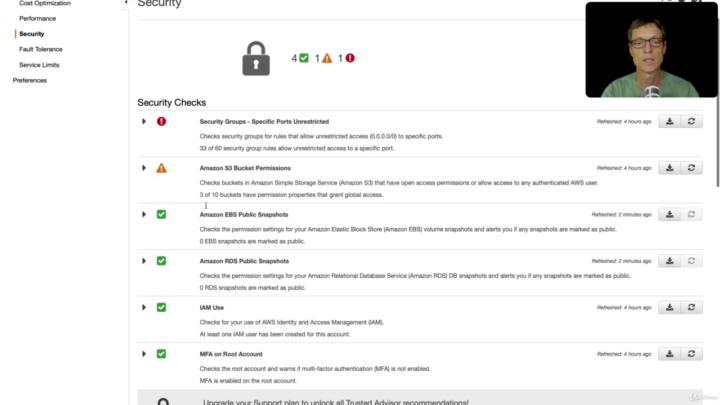 Cost Optimization
Performance
Security
Fault Tolerance
Service Limits
Preferences
Security
4 1 1
Security Checks
Security Groups - Specific Ports Unrestricted
Refreshed: 4 hours ago
Checks security groups for rules that allow unrestricted access (0.0.0.0/0) to specific ports.
33 of 60 security group rules allow unrestricted access to a specific port.
Amazon S3 Bucket Permissions
Refreshed: 4 hours ago
Checks buckets in Amazon Simple Storage Service (Amazon S3) that have open access permissions or allow access to any authenticated AWS user.
3 of 10 buckets have permission properties that grant global access.
Amazon EBS Public Snapshots
Refreshed: 2 minutes ago
Checks the permission settings for your Amazon Elastic Block Store (Amazon EBS) volume snapshots and alerts you if any snapshots are marked as public.
0 EBS snapshots are marked as public.
Amazon RDS Public Snapshots
Refreshed: 2 minutes ago
Checks the permission settings for your Amazon Relational Database Service (Amazon RDS) DB snapshots and alerts you if any snapshots are marked as public.
0 RDS snapshots are marked as public.
IAM Use
Refreshed: 4 hours ago
Checks for your use of AWS Identity and Access Management (IAM).
At least one IAM user has been created for this account.
MFA on Root Account
Refreshed: 4 hours ago
Checks the root account and warns if multi-factor authentication (MFA) is not enabled.
MFA is enabled on the root account.
Upgrade your Support plan to unlock all Trusted Advisor recommendations!